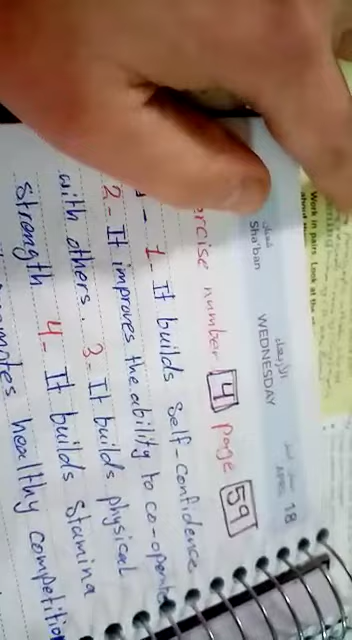 Work in pairs. Look at the
شعبان
Sha'ban
الأربعاء
WEDNESDAY
18
ercise number 4 page 59
1- It builds Self-confidence
2- It improves the ability to co-operate
with others. 3- It builds physical
strength 4- It builds Stamina
healthy competition